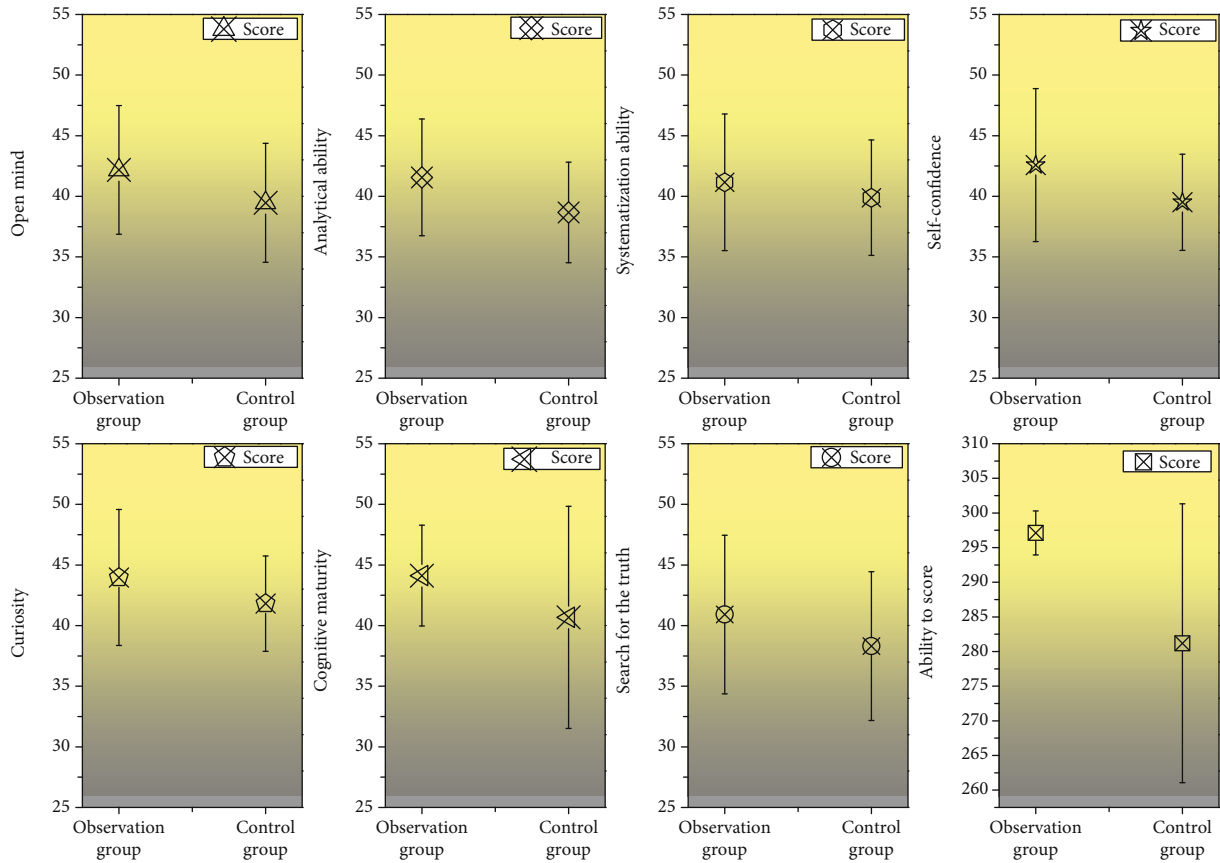 Open mind
55
50
45
40
35
30
25
Score
Observation
group
Control
group
Analytical ability
55
50
45
40
35
30
25
Score
Observation
group
Control
group
Systematization ability
55
50
45
40
35
30
25
Score
Observation
group
Control
group
Self-confidence
55
50
45
40
35
30
25
Score
Observation
group
Control
group
Curiosity
55
50
45
40
35
30
25
Score
Observation
group
Control
group
Cognitive maturity
55
50
45
40
35
30
25
Score
Observation
group
Control
group
Search for the truth
55
50
45
40
35
30
25
Score
Observation
group
Control
group
Ability to score
310
305
300
295
290
285
280
275
270
265
260
Score
Observation
group
Control
group